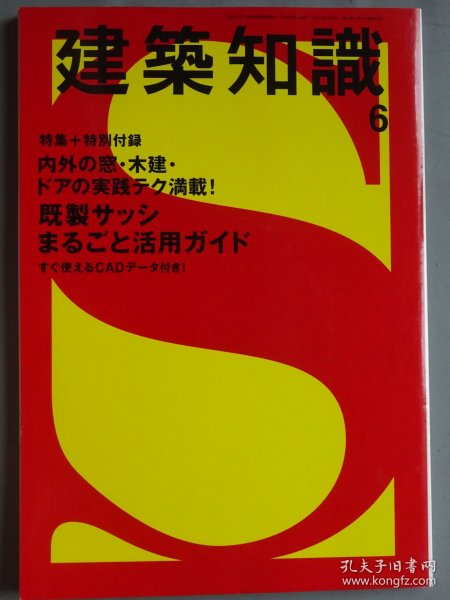 建築知識
6
特集+特別付録
内外の窓・木建・
ドアの実践テク満載!
既製サッシ
まるごと活用ガイド
すぐ使えるCADデータ付き!
孔夫子旧书网
www.kongfz.com